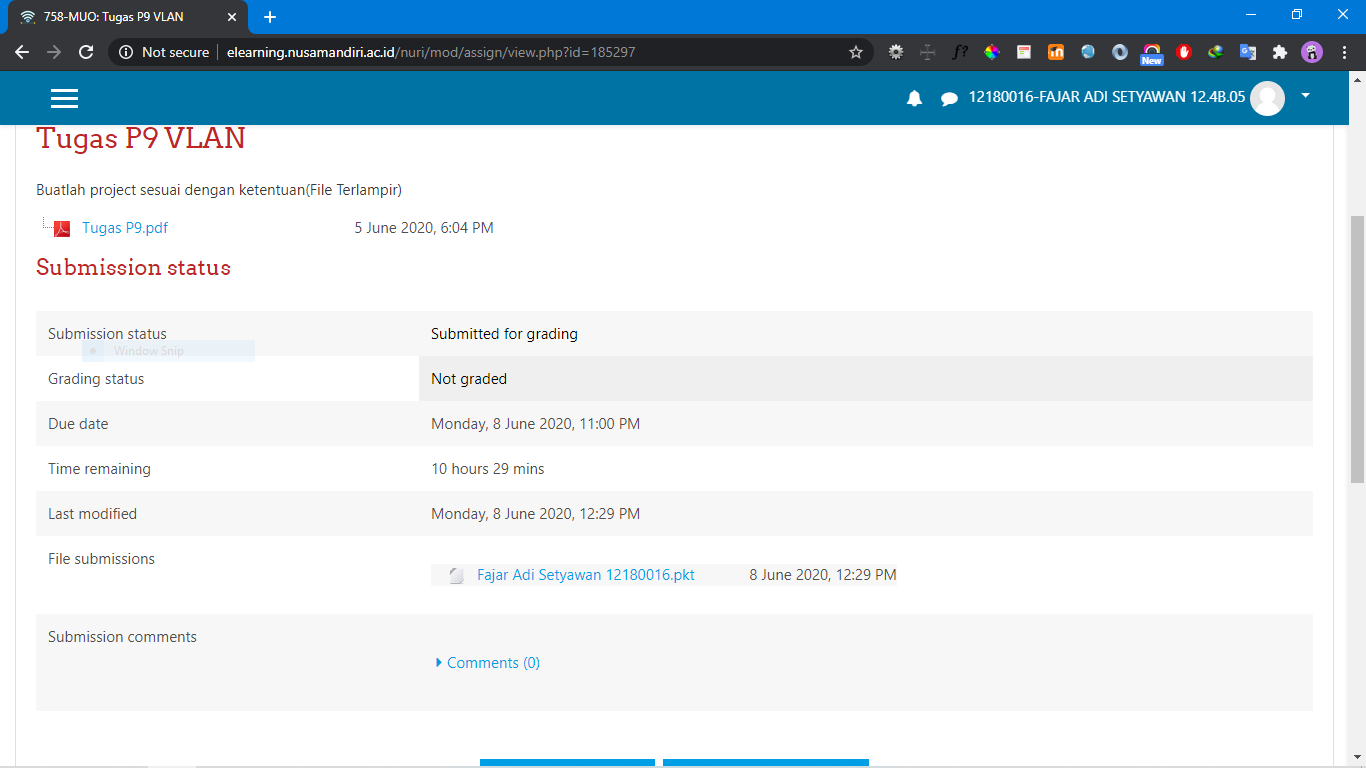 758-MUO: Tugas P9 VLAN
Not secure
elearning.nusamandiri.ac.id/nuri/mod/assign/view.php?id=185297
f?
New
12180016-FAJAR ADI SETYAWAN 12.4B.05
Tugas P9 VLAN
Buatlah project sesuai dengan ketentuan(File Terlampir)
Tugas P9.pdf 5 June 2020, 6:04 PM
Submission status
Submission status Submitted for grading
Window Snip
Grading status Not graded
Due date Monday, 8 June 2020, 11:00 PM
Time remaining 10 hours 29 mins
Last modified Monday, 8 June 2020, 12:29 PM
File submissions
Fajar Adi Setyawan 12180016.pkt 8 June 2020, 12:29 PM
Submission comments
Comments (0)